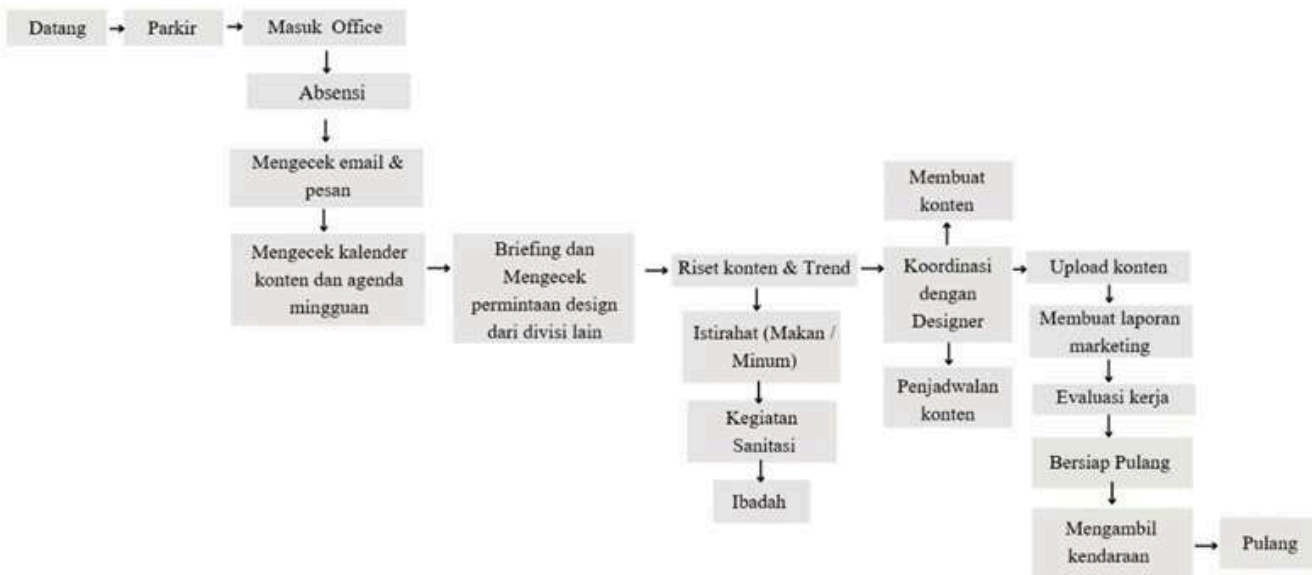 Datang
Parkir
Masuk Office
Absensi
Mengecek email &
pesan
Mengecek kalender
konten dan agenda
mingguan
Briefing dan
Mengecek
permintaan design
dari divisi lain
Riset konten & Trend
Istirahat (Makan /
Minum)
Kegiatan
Sanitasi
Ibadah
Membuat
konten
Koordinasi
dengan
Designer
Penjadwalan
konten
Upload konten
Membuat laporan
marketing
Evaluasi kerja
Bersiap Pulang
Mengambil
kendaraan
Pulang